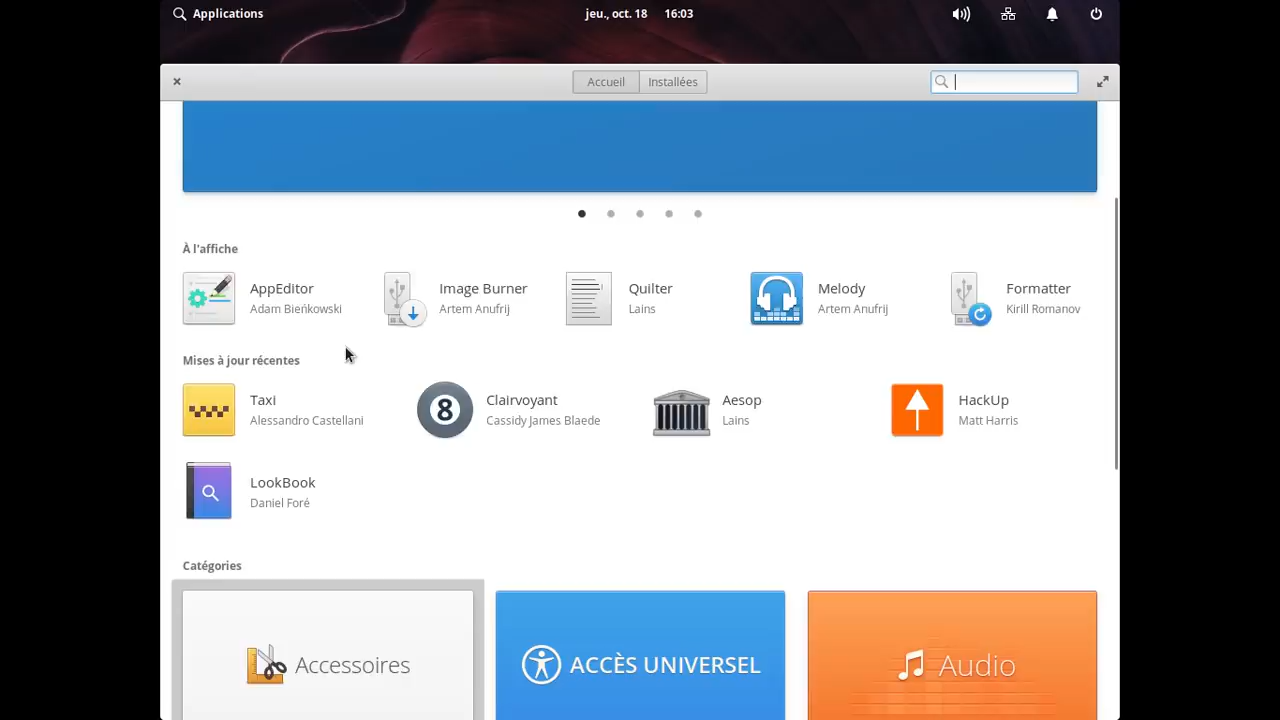 Applications
jeu., oct. 18 16:03
Accueil
Installées
À l'affiche
AppEditor
Adam Bieńkowski
Image Burner
Artem Anufrij
Quilter
Lains
Melody
Artem Anufrij
Formatter
Kirill Romanov
Mises à jour récentes
Taxi
Alessandro Castellani
8
Clairvoyant
Cassidy James Blaede
Aesop
Lains
HackUp
Matt Harris
LookBook
Daniel Foré
Catégories
Accessoires
ACCÈS UNIVERSEL
Audio